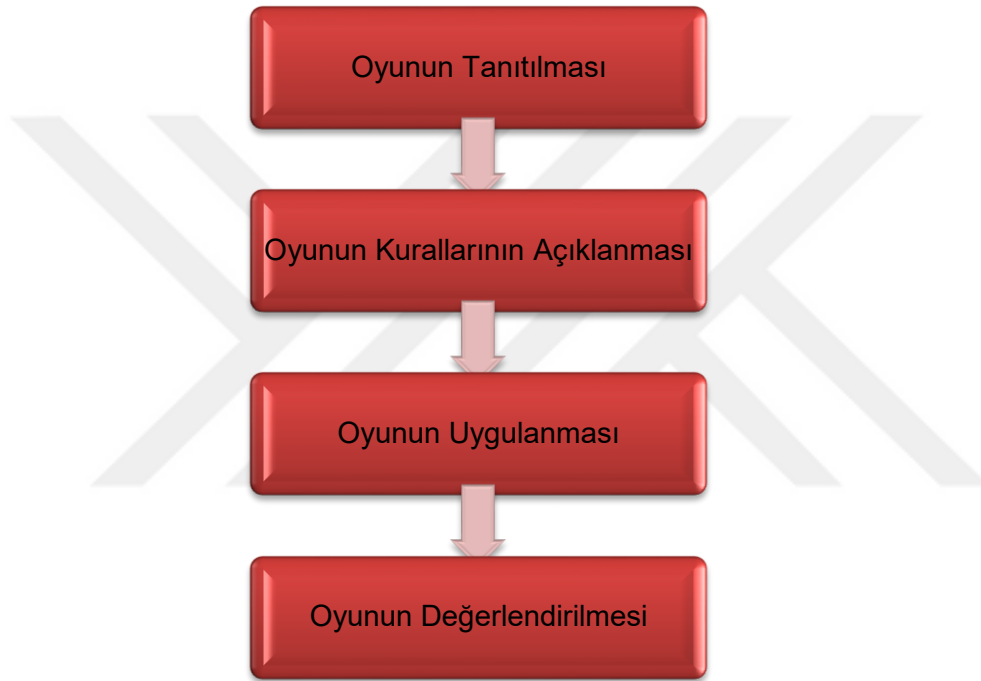 Oyunun Tanıtılması
Oyunun Kurallarının Açıklanması
Oyunun Uygulanması
Oyunun Değerlendirilmesi